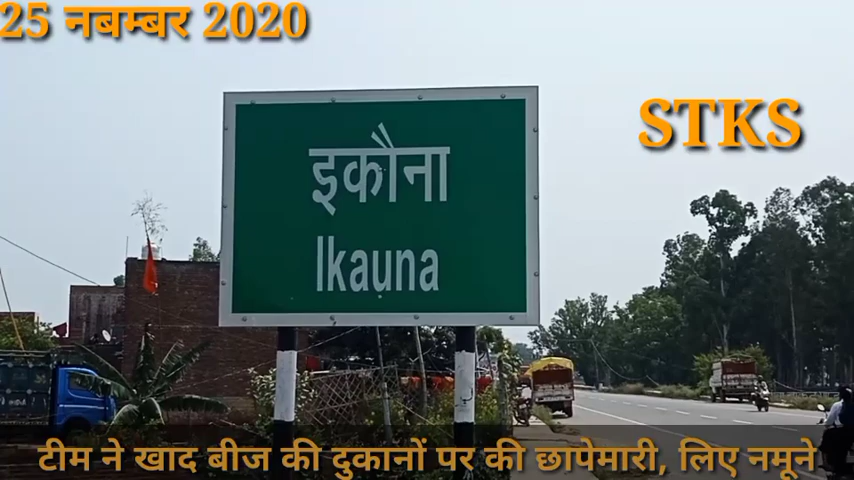 25 नबम्बर 2020
STKS
इकौना
Ikauna
टीम ने खाद बीज की दुकानों पर की छापेमारी, लिए नमूने